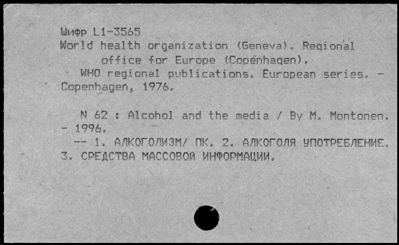 Шифр L1-3565
World health organization (Geneva). Regional
office for Europe (Copenhagen).
WHO regional publications. European series. -
Copenhagen, 1976.
N 62 : Alcohol and the media / By M. Montonen.
- 1996.
-- 1. АЛКОГОЛИЗМ/ ПК. 2. АЛКОГОЛЯ УПОТРЕБЛЕНИЕ.
3. СРЕДСТВА МАССОВОЙ ИНФОРМАЦИИ.